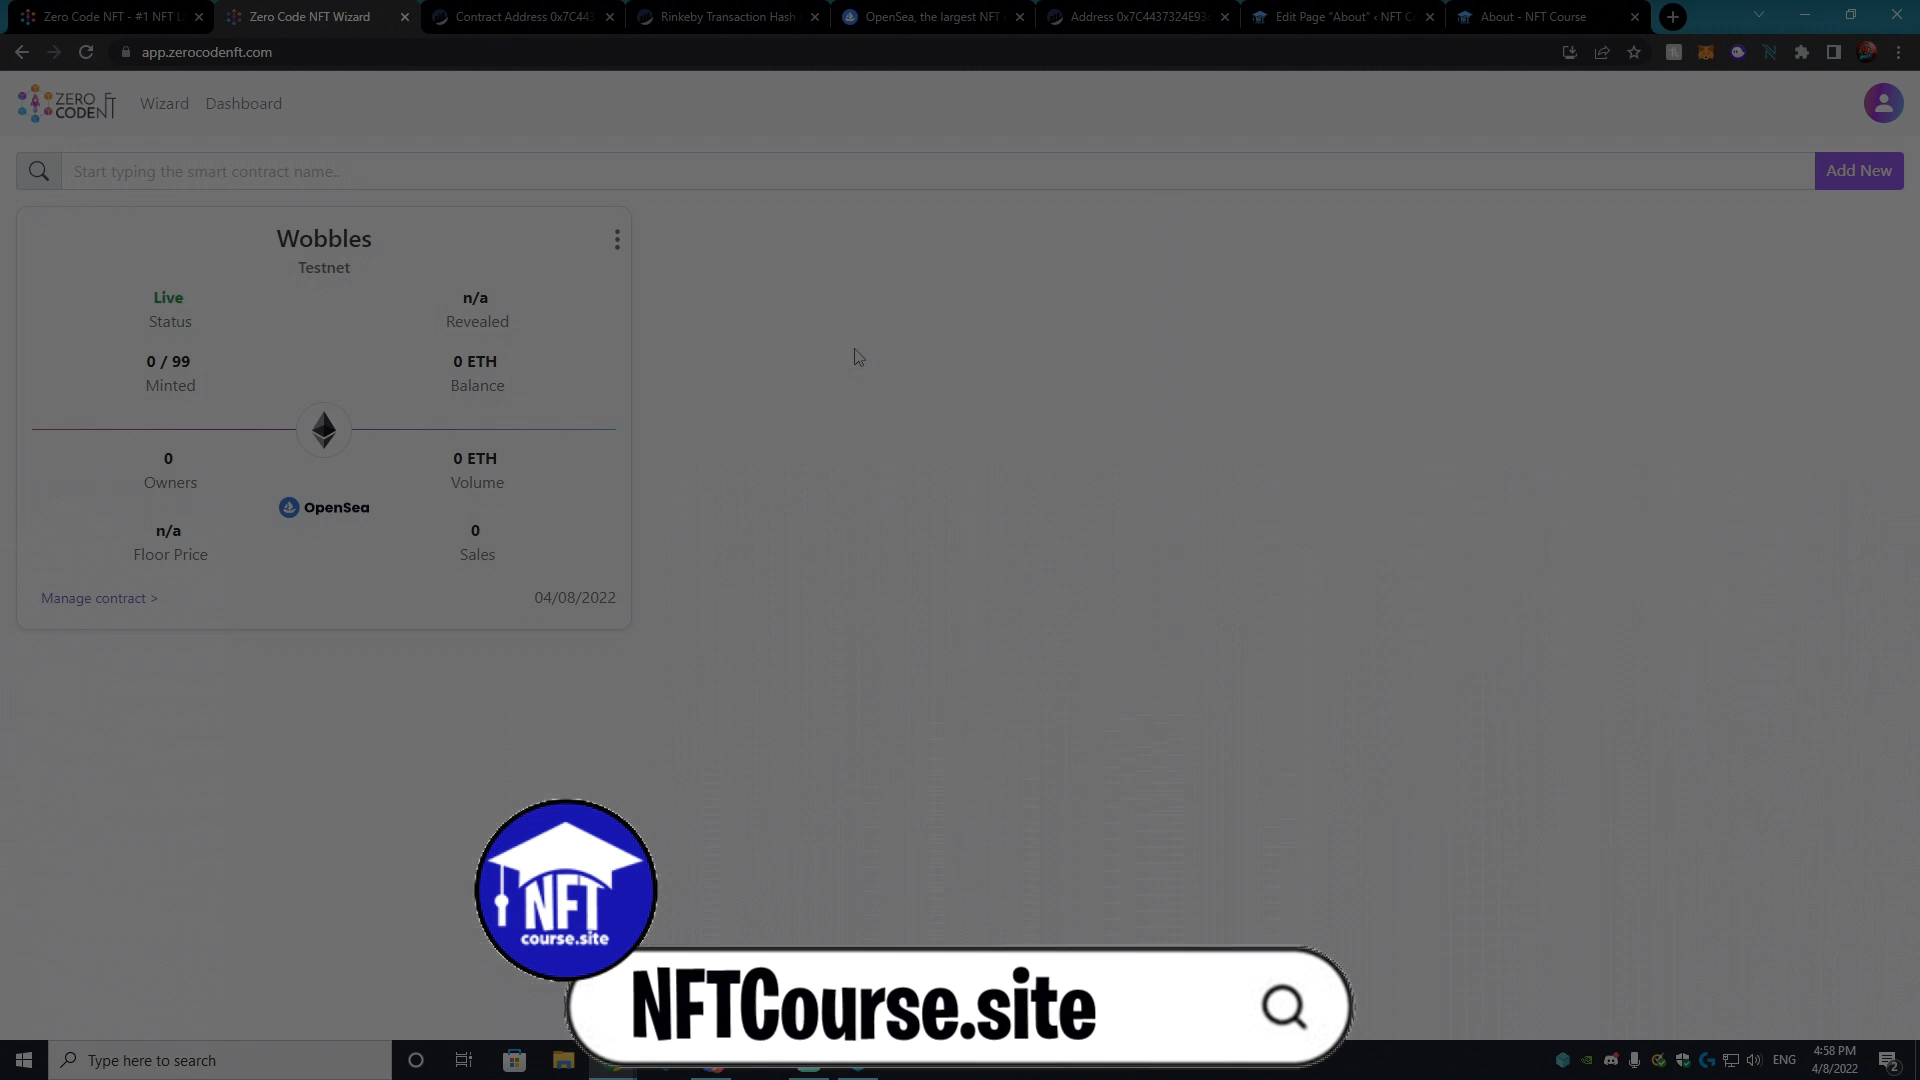 Zero Code NFT - #1 NFT L
Zero Code NFT Wizard
Contract Address 0x7C443
Rinkeby Transaction Hash
OpenSea, the largest NFT
Address 0x7C4437324E93
Edit Page "About" ‹ NFT C
About - NFT Course
app.zerocodenft.com
ZERO
CODENFT
Wizard
Dashboard
Start typing the smart contract name..
Add New
Wobbles
Testnet
Live
n/a
Status
Revealed
0 / 99
0 ETH
Minted
Balance
0
0 ETH
Owners
Volume
OpenSea
n/a
0
Floor Price
Sales
Manage contract >
04/08/2022
NFT
course.site
NFTCourse.site
Type here to search
ENG
4:58 PM
4/8/2022
2